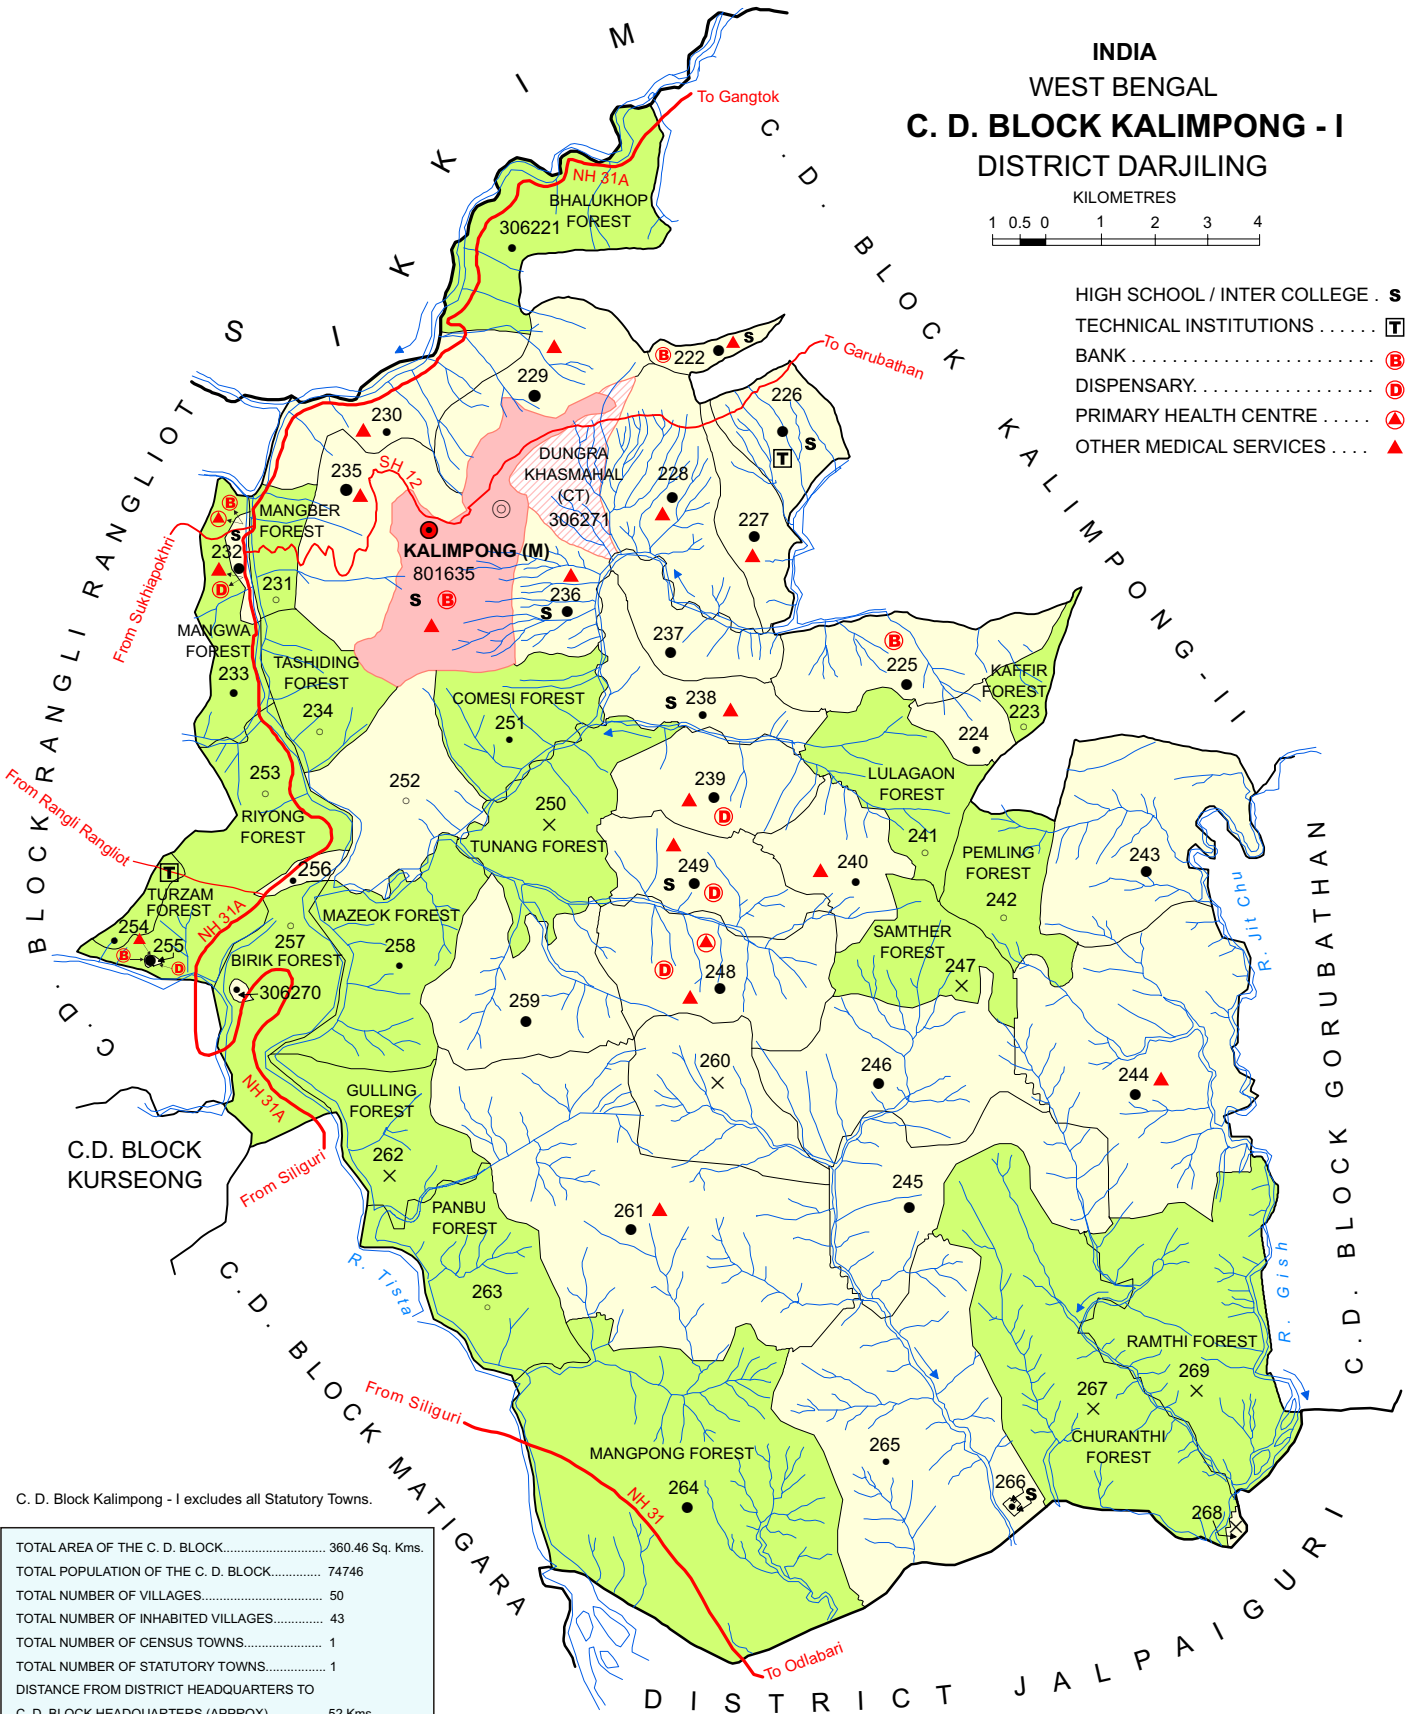 INDIA
WEST BENGAL
C. D. BLOCK KALIMPONG - I
DISTRICT DARJILING
KILOMETRES
1 0.5 0 1 2 3 4
HIGH SCHOOL / INTER COLLEGE . S
TECHNICAL INSTITUTIONS . . . . . . T
BANK . . . . . . . . . . . . . . . . . . . . . . . . B
DISPENSARY. . . . . . . . . . . . . . . . . D
PRIMARY HEALTH CENTRE . . . . .
OTHER MEDICAL SERVICES . . . .
SIKKIM
C. D. BLOCK KALIMPONG - II
C.D. BLOCK RANGLI RANGLIOT
C.D. BLOCK GORUBATHAN
C.D. BLOCK
KURSEONG
C.D. BLOCK MATIGARA
DISTRICT JALPAIGURI
To Gangtok
NH 31A
BHALUKHOP
FOREST
306221
B 222 S
To Garubathan
229
226
S
T
230
235
SH 12
DUNGRA
KHASMAHAL
(CT)
306271
228
227
MANGBER
FOREST
B
S
232
D
231
From Sukhiapokhri
KALIMPONG (M)
801635
S B
236
S
MANGWA
FOREST
233
TASHIDING
FOREST
234
237
B
225
KAFFIR
FOREST
223
224
COMESI FOREST
251
S 238
253
RIYONG
FOREST
252
250
TUNANG FOREST
239
D
LULAGAON
FOREST
241
From Rangli Rangliot
256
T
TURZAM
FOREST
254
B
255
D
NH 31A
257
BIRIK FOREST
306270
MAZEOK FOREST
258
S 249
D
240
PEMLING
FOREST
242
243
R. Jit Chu
SAMTHER
FOREST
247
D
248
259
260
246
244
NH 31A
From Siliguri
GULLING
FOREST
262
PANBU
FOREST
263
261
245
R. Tista
R. Gish
RAMTHI FOREST
269
267
CHURANTHI
FOREST
268
From Siliguri
MANGPONG FOREST
264
NH 31
265
266
S
To Odlabari
C. D. Block Kalimpong - I excludes all Statutory Towns.
TOTAL AREA OF THE C. D. BLOCK............................ 360.46 Sq. Kms.
TOTAL POPULATION OF THE C. D. BLOCK.............. 74746
TOTAL NUMBER OF VILLAGES................................. 50
TOTAL NUMBER OF INHABITED VILLAGES.............. 43
TOTAL NUMBER OF CENSUS TOWNS...................... 1
TOTAL NUMBER OF STATUTORY TOWNS................. 1
DISTANCE FROM DISTRICT HEADQUARTERS TO
C. D. BLOCK HEADQUARTERS (APPROX)................ 52 Kms.